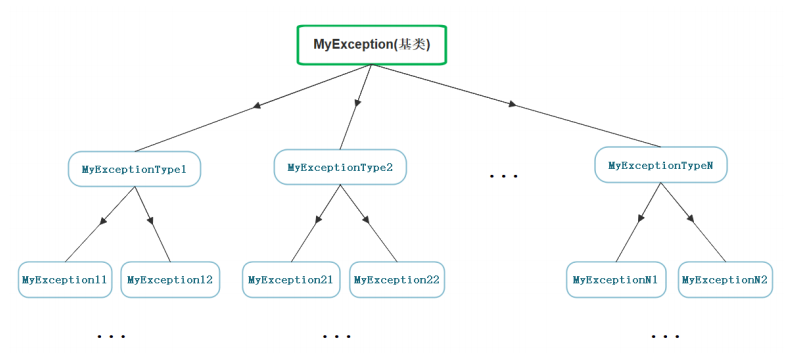 MyException(基类)
MyExceptionType1
MyExceptionType2
...
MyExceptionTypeN
MyException11
MyException12
MyException21
MyException22
MyExceptionN1
MyExceptionN2
...
...
...